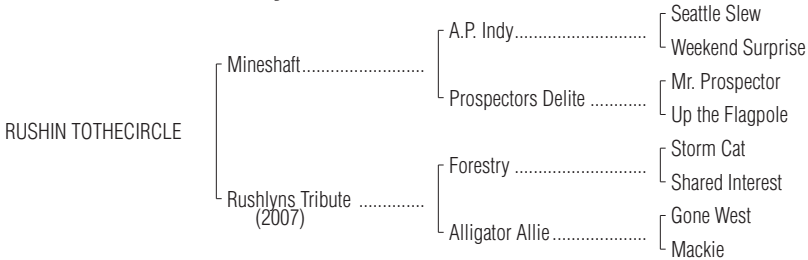 Seattle Slew
A.P. Indy..............................
Weekend Surprise
Mineshaft...........................
Mr. Prospector
Prospectors Delite .............
Up the Flagpole
RUSHIN TOTHECIRCLE
Storm Cat
Forestry .............................
Shared Interest
Rushlyns Tribute ..............
(2007)
Gone West
Alligator Allie.....................
Mackie